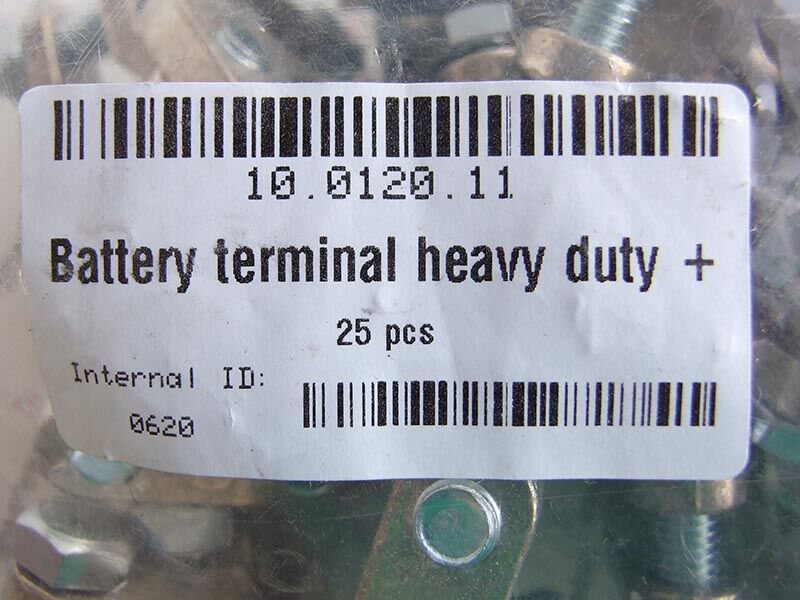 10.0120.11
Battery terminal heavy duty +
25 pcs
Internal ID:
0620